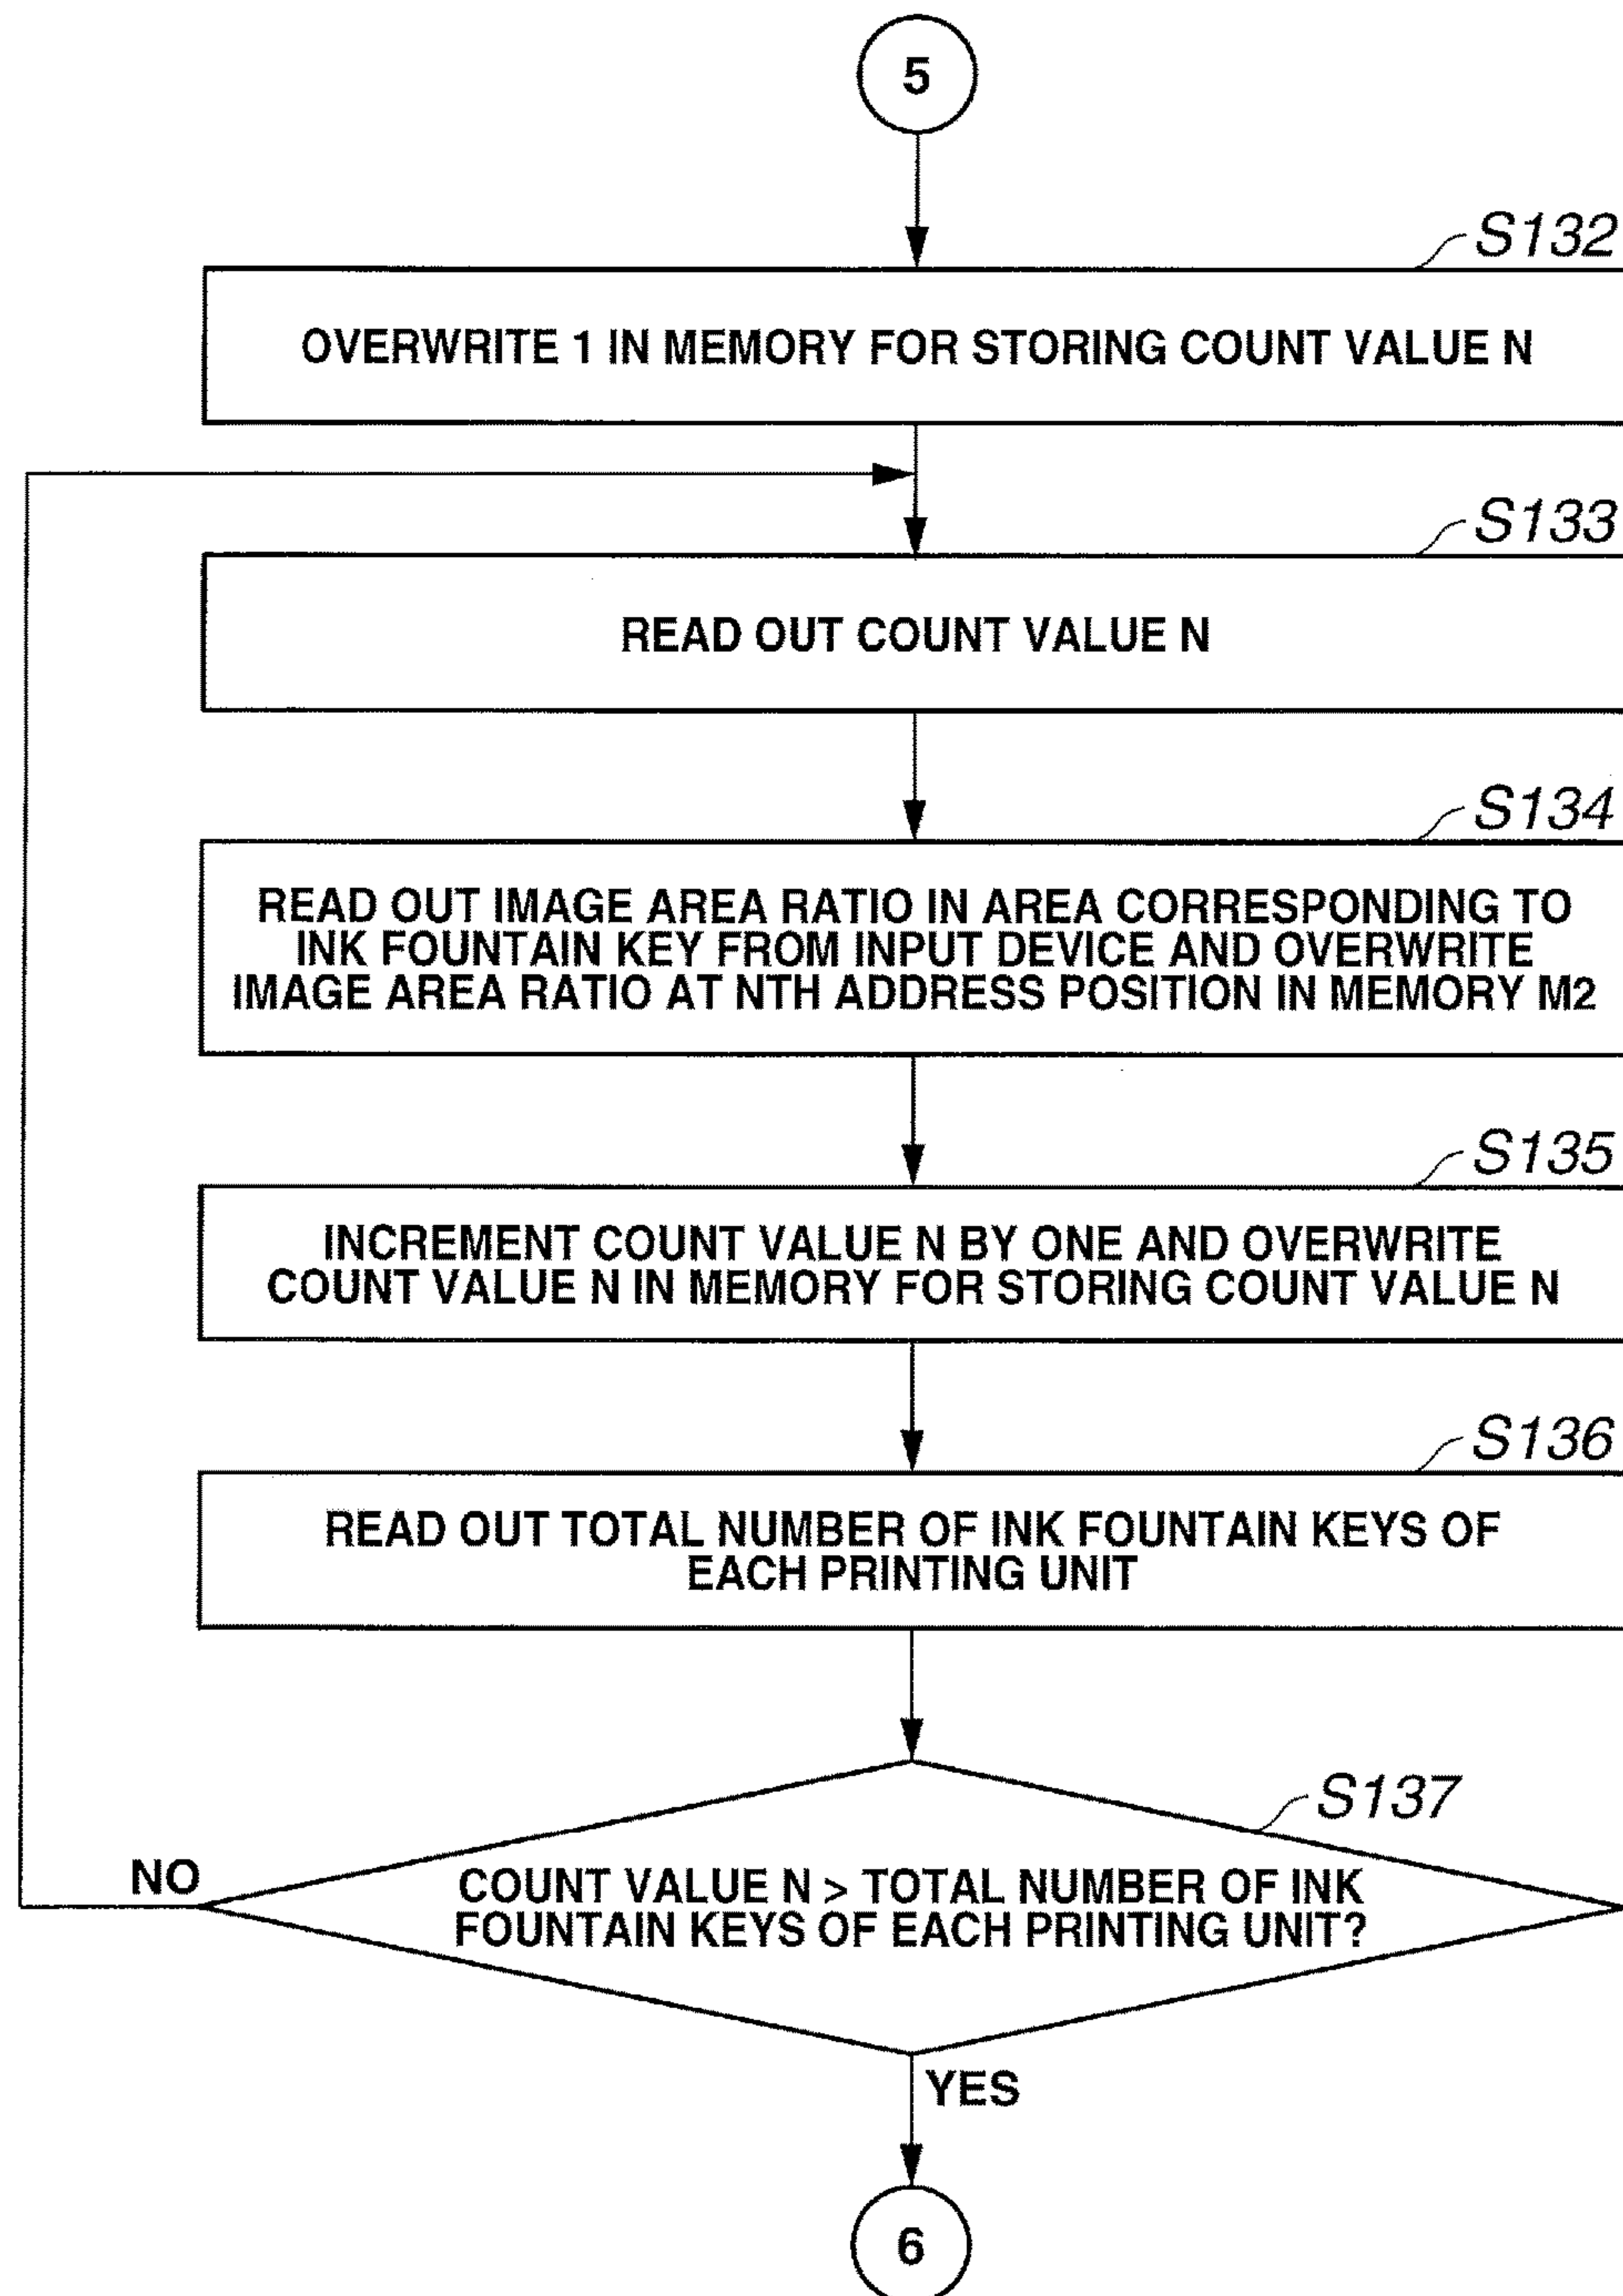 5
S132
OVERWRITE 1 IN MEMORY FOR STORING COUNT VALUE N
S133
READ OUT COUNT VALUE N
S134
READ OUT IMAGE AREA RATIO IN AREA CORRESPONDING TO
INK FOUNTAIN KEY FROM INPUT DEVICE AND OVERWRITE
IMAGE AREA RATIO AT NTH ADDRESS POSITION IN MEMORY M2
S135
INCREMENT COUNT VALUE N BY ONE AND OVERWRITE
COUNT VALUE N IN MEMORY FOR STORING COUNT VALUE N
S136
READ OUT TOTAL NUMBER OF INK FOUNTAIN KEYS OF
EACH PRINTING UNIT
S137
NO
COUNT VALUE N > TOTAL NUMBER OF INK
FOUNTAIN KEYS OF EACH PRINTING UNIT?
YES
6